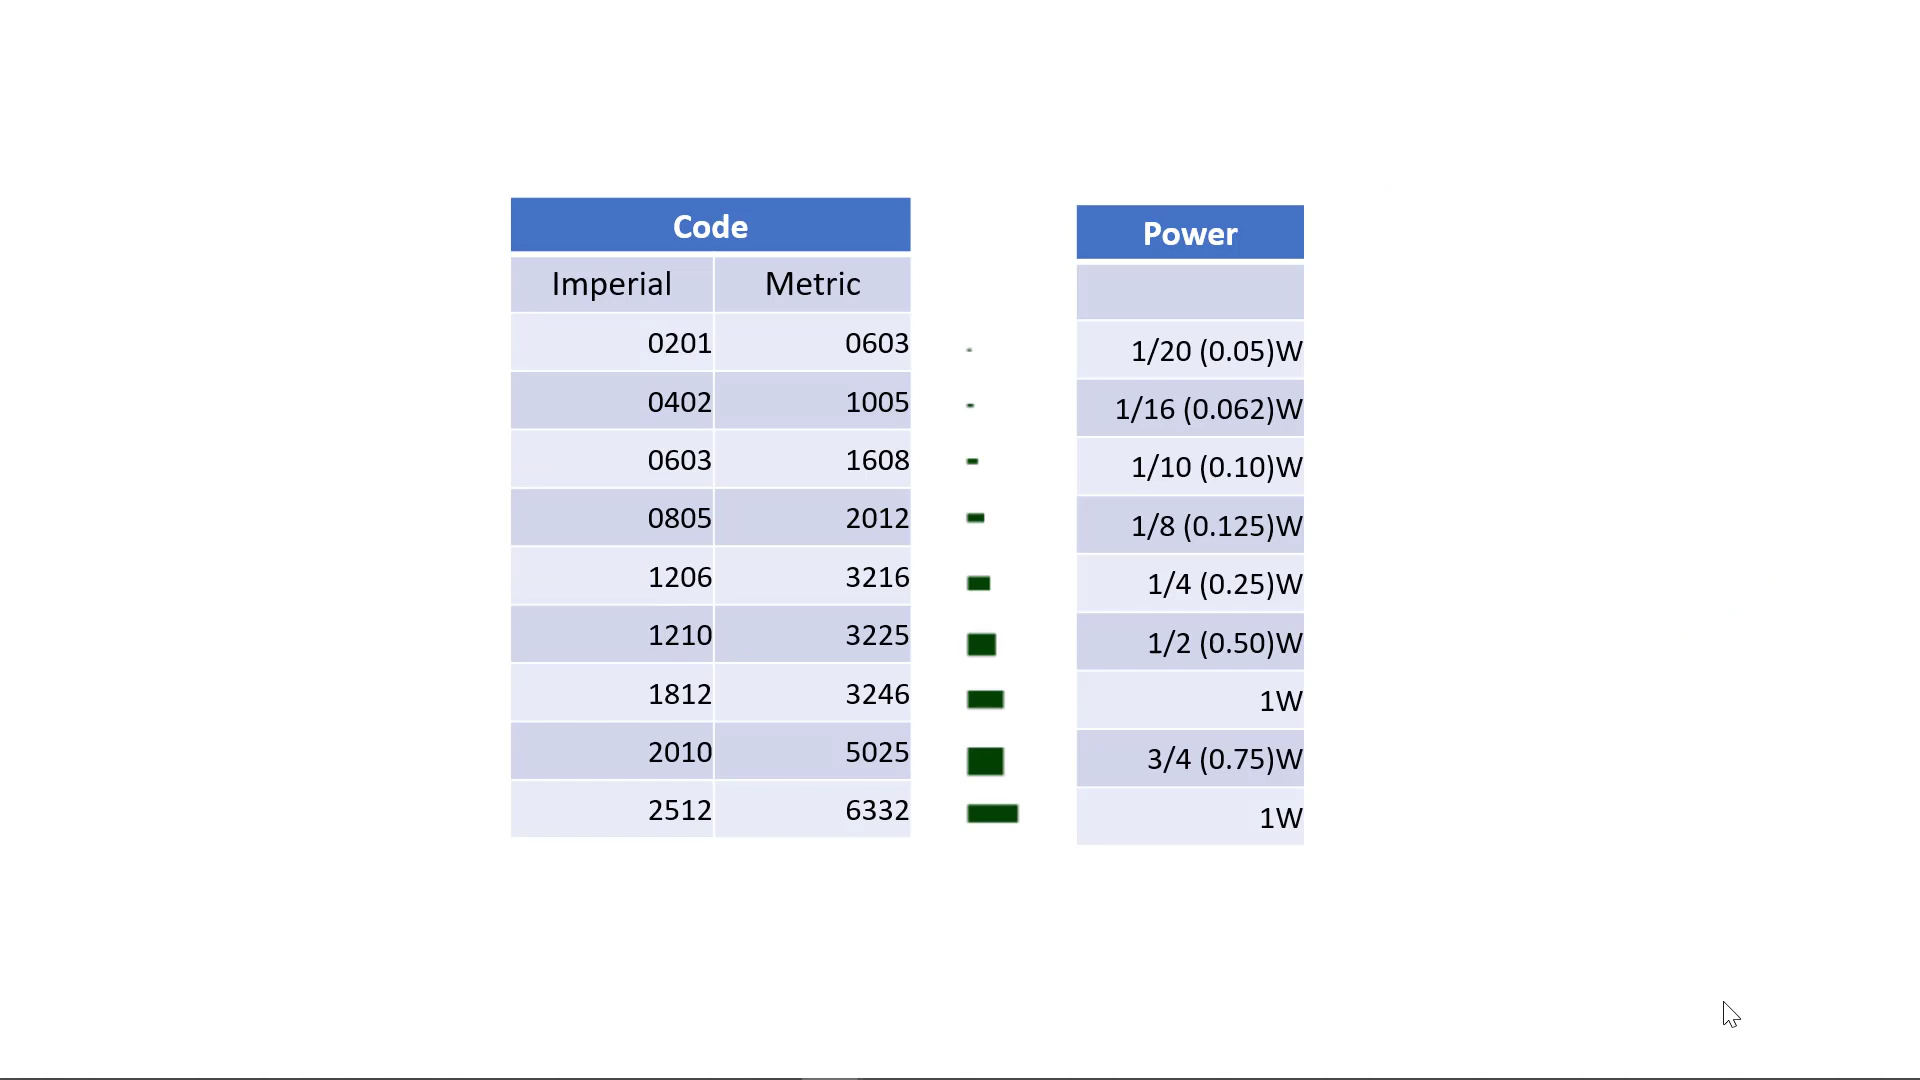 Code Power
Imperial Metric
0201 0603 1/20 (0.05)W
0402 1005 1/16 (0.062)W
0603 1608 1/10 (0.10)W
0805 2012 1/8 (0.125)W
1206 3216 1/4 (0.25)W
1210 3225 1/2 (0.50)W
1812 3246 1W
2010 5025 3/4 (0.75)W
2512 6332 1W